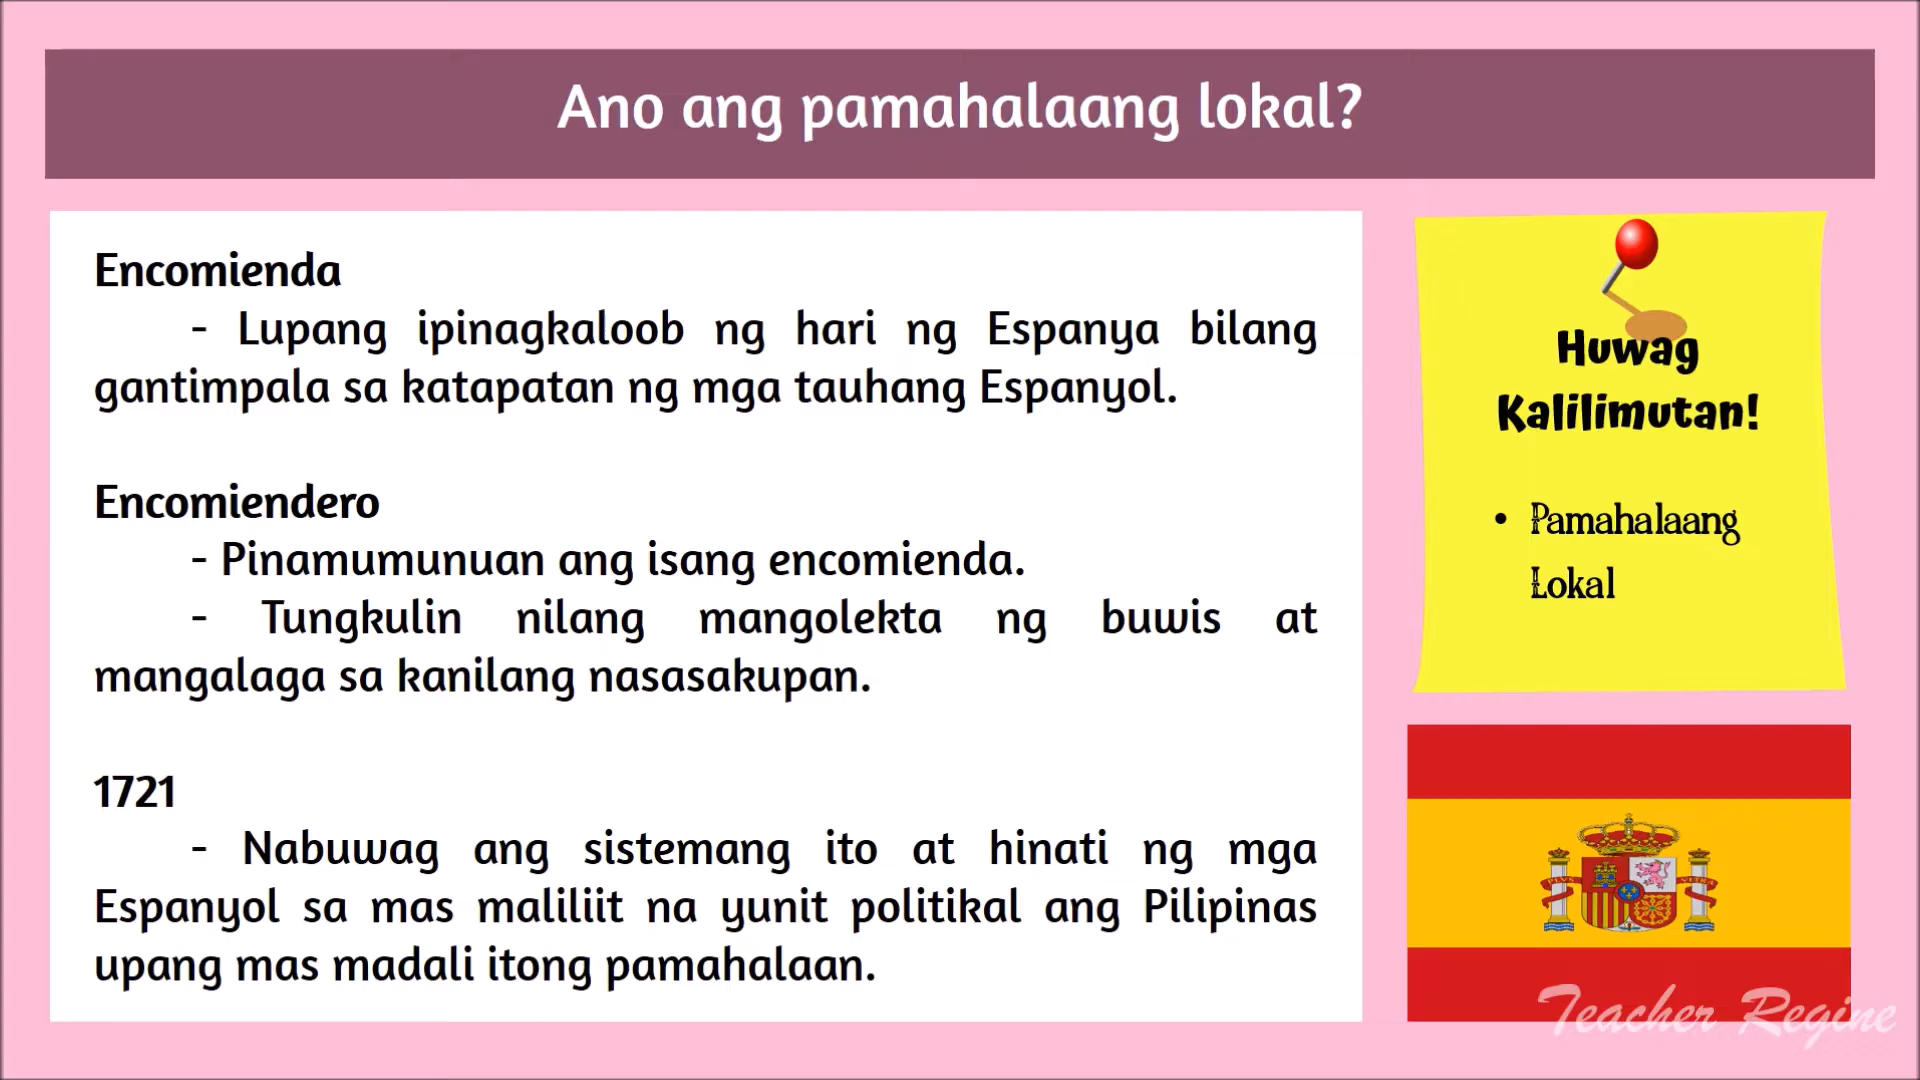 Ano ang pamahalaang lokal?
Encomienda
- Lupang ipinagkaloob ng hari ng Espanya bilang
gantimpala sa katapatan ng mga tauhang Espanyol.
Encomiendero
- Pinamumunuan ang isang encomienda.
- Tungkulin nilang mangolekta ng buwis at
mangalaga sa kanilang nasasakupan.
1721
- Nabuwag ang sistemang ito at hinati ng mga
Espanyol sa mas maliliit na yunit politikal ang Pilipinas
upang mas madali itong pamahalaan.
Huwag
Kalilimutan!
• Pamahalaang
Lokal
Teacher Regine